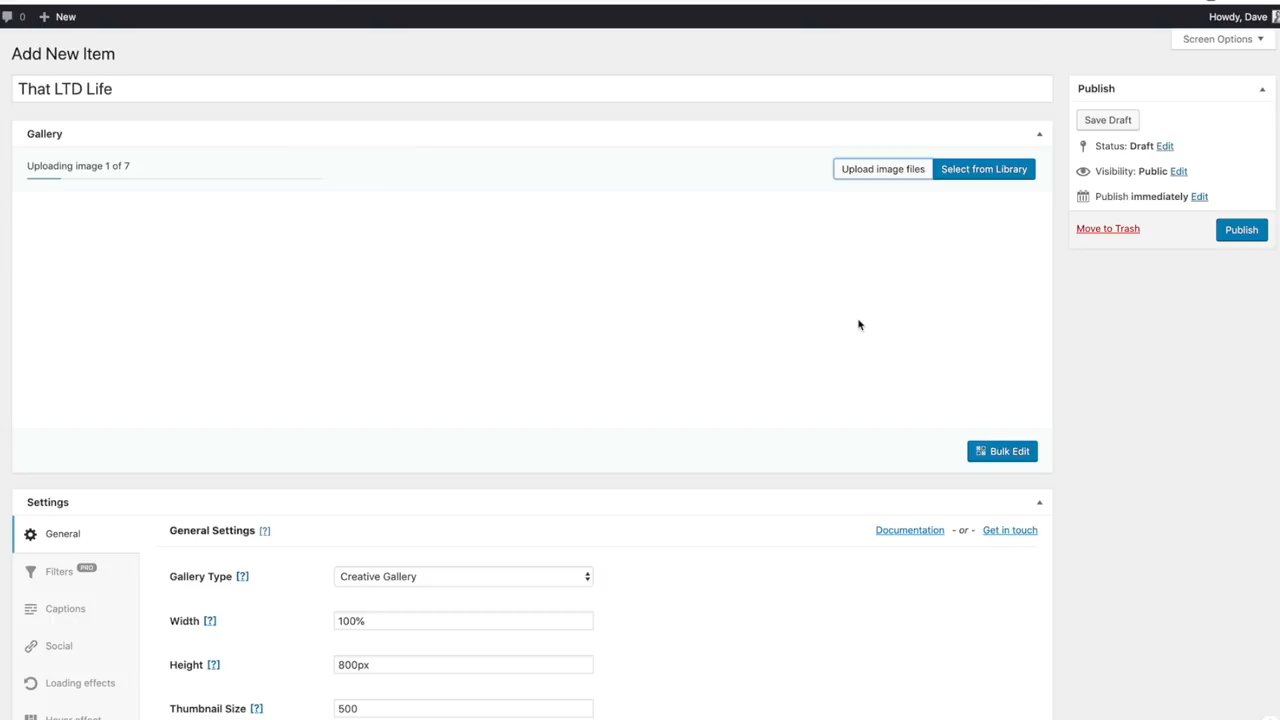 0 New Howdy, Dave
Screen Options
Add New Item
That LTD Life
Publish
Save Draft
Status: Draft Edit
Visibility: Public Edit
Publish immediately Edit
Move to Trash Publish
Gallery
Uploading image 1 of 7
Upload image files Select from Library
Bulk Edit
Settings
General
Filters PRO
Captions
Social
Loading effects
Hover effect
General Settings [?] Documentation - or - Get in touch
Gallery Type [?] Creative Gallery
Width [?] 100%
Height [?] 800px
Thumbnail Size [?] 500